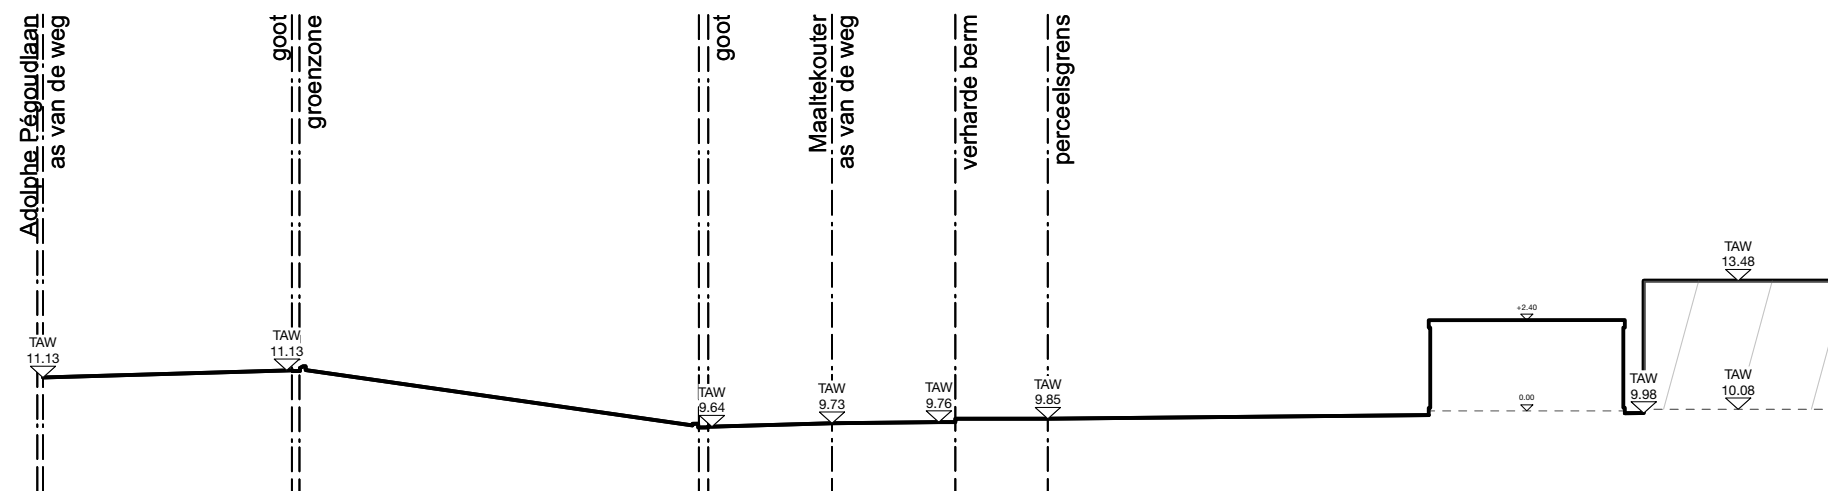 Adolphe Pégoudlaan
as van de weg
goot
groenzone
goot
Maaltekouter
as van de weg
verharde berm
perceelsgrens
TAW
11.13
TAW
11.13
TAW
9.64
TAW
9.73
TAW
9.76
TAW
9.85
+2.40
0.00
TAW
9.98
TAW
13.48
TAW
10.08